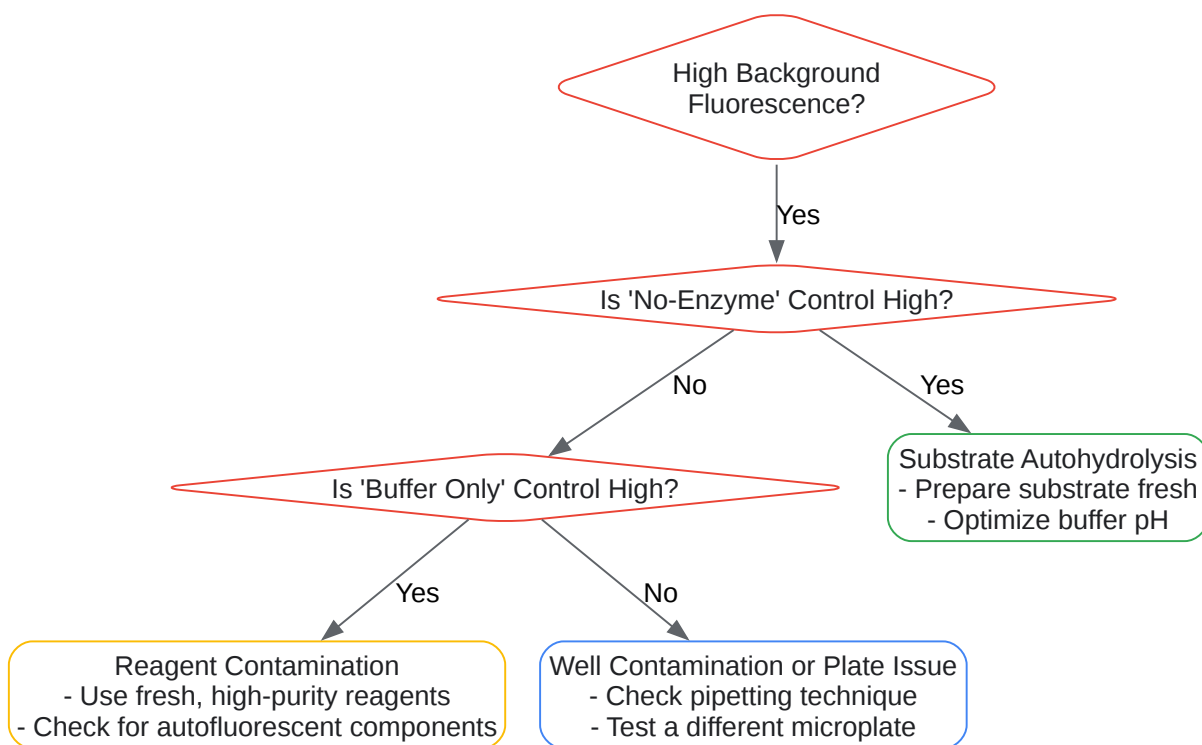 High Background
Fluorescence?
Yes
Is 'No-Enzyme' Control High?
No
Yes
Is 'Buffer Only' Control High?
Substrate Autohydrolysis
- Prepare substrate fresh
- Optimize buffer pH
Yes
No
Reagent Contamination
- Use fresh, high-purity reagents
- Check for autofluorescent components
Well Contamination or Plate Issue
- Check pipetting technique
- Test a different microplate